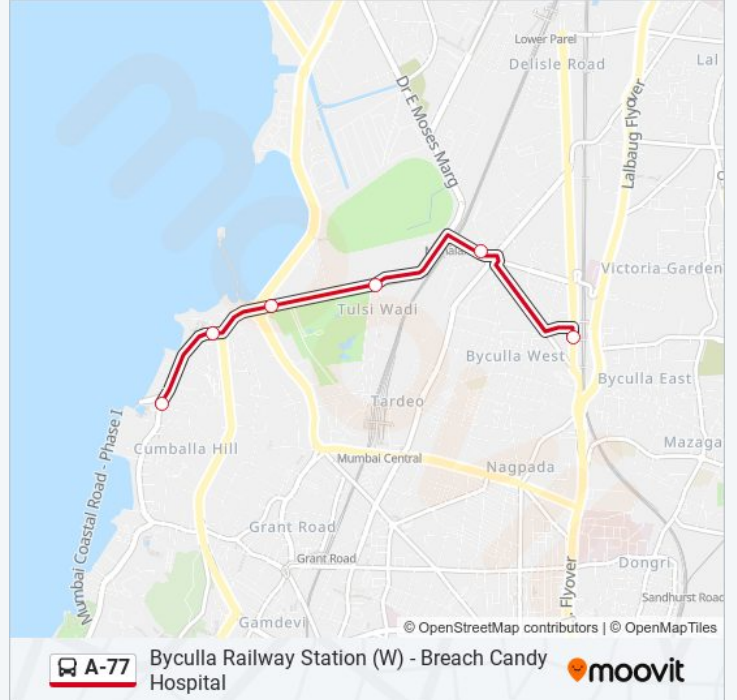 Lower Parel
Delisle Road
Lal
Dr E Moses Marg
Lalbaug Flyover
Victoria Garden
Tulsi Wadi
Byculla West
Byculla East
Tardeo
Cumballa Hill
Mazaga
Mumbai Central
Nagpada
Mumbai Coastal Road - Phase I
Grant Road
Grant Road
Dongri
Flyover
Sandhurst Road
Gamdevi
© OpenStreetMap contributors | © OpenMapTiles
A-77
Byculla Railway Station (W) - Breach Candy
Hospital
moovit